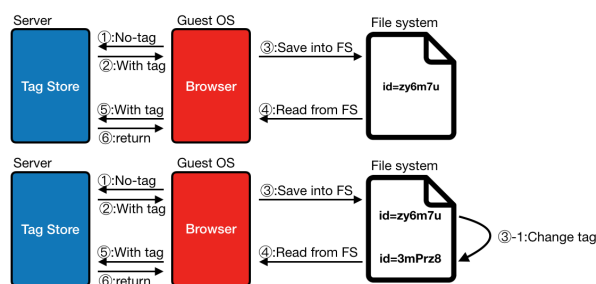 Server
Guest OS
File system
①:No-tag
②:With tag
③:Save into FS
Tag Store
Browser
id=zy6m7u
⑤:With tag
④:Read from FS
⑥:return
Server
Guest OS
File system
①:No-tag
②:With tag
③:Save into FS
id=zy6m7u
Tag Store
Browser
③-1:Change tag
⑤:With tag
④:Read from FS
id=3mPrz8
⑥:return